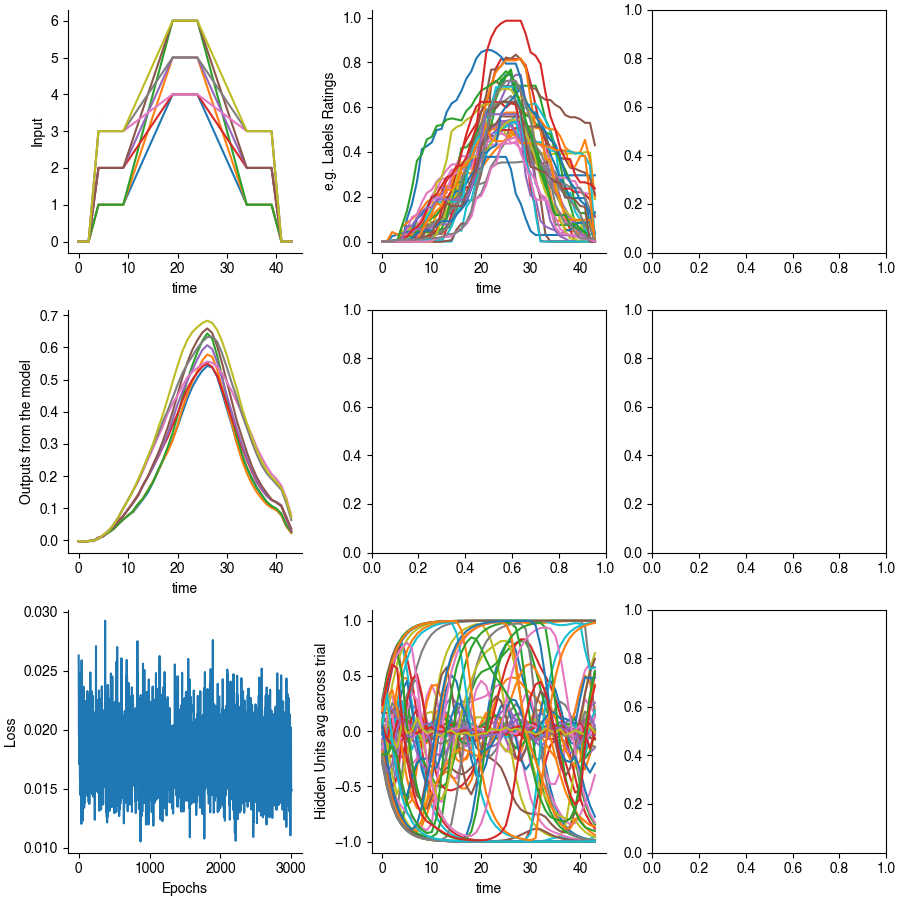 6
5
4
3
2
1
0
Input
0 10 20 30 40
time
1.0
0.8
0.6
0.4
0.2
0.0
e.g. Labels Ratings
0 10 20 30 40
time
1.0
0.8
0.6
0.4
0.2
0.0
0.0 0.2 0.4 0.6 0.8 1.0
0.7
0.6
0.5
0.4
0.3
0.2
0.1
0.0
Outputs from the model
0 10 20 30 40
time
1.0
0.8
0.6
0.4
0.2
0.0
0.0 0.2 0.4 0.6 0.8 1.0
1.0
0.8
0.6
0.4
0.2
0.0
0.0 0.2 0.4 0.6 0.8 1.0
0.030
0.025
0.020
0.015
0.010
Loss
0 1000 2000 3000
Epochs
1.0
0.5
0.0
−0.5
−1.0
Hidden Units avg across trial
0 10 20 30 40
time
1.0
0.8
0.6
0.4
0.2
0.0
0.0 0.2 0.4 0.6 0.8 1.0